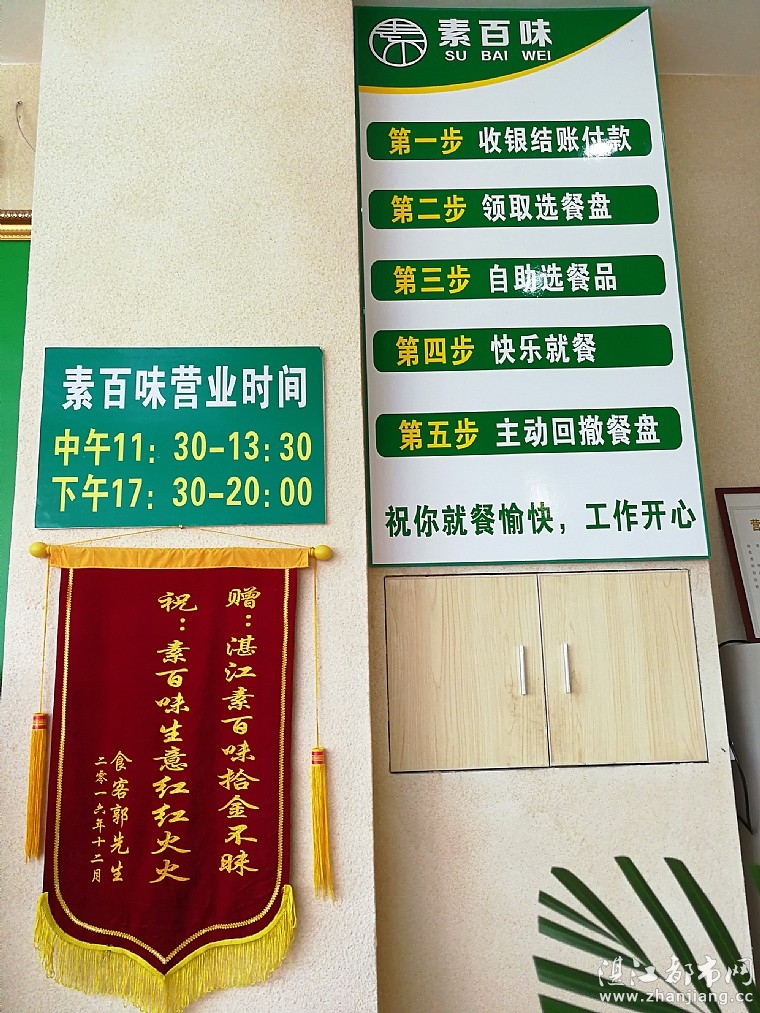 素百味
SU BAI WEI
第一步 收银结账付款
第二步 领取选餐盘
第三步 自助选餐品
第四步 快乐就餐
第五步 主动回撤餐盘
祝你就餐愉快，工作开心
素百味营业时间
中午11：30-13:30
下午17：30-20:00
赠：湛江素百味拾金不昧
祝：素百味生意红红火火
食客郭先生
二零一六年十二月
营
湛江都市网
www.zhanjiang.cc